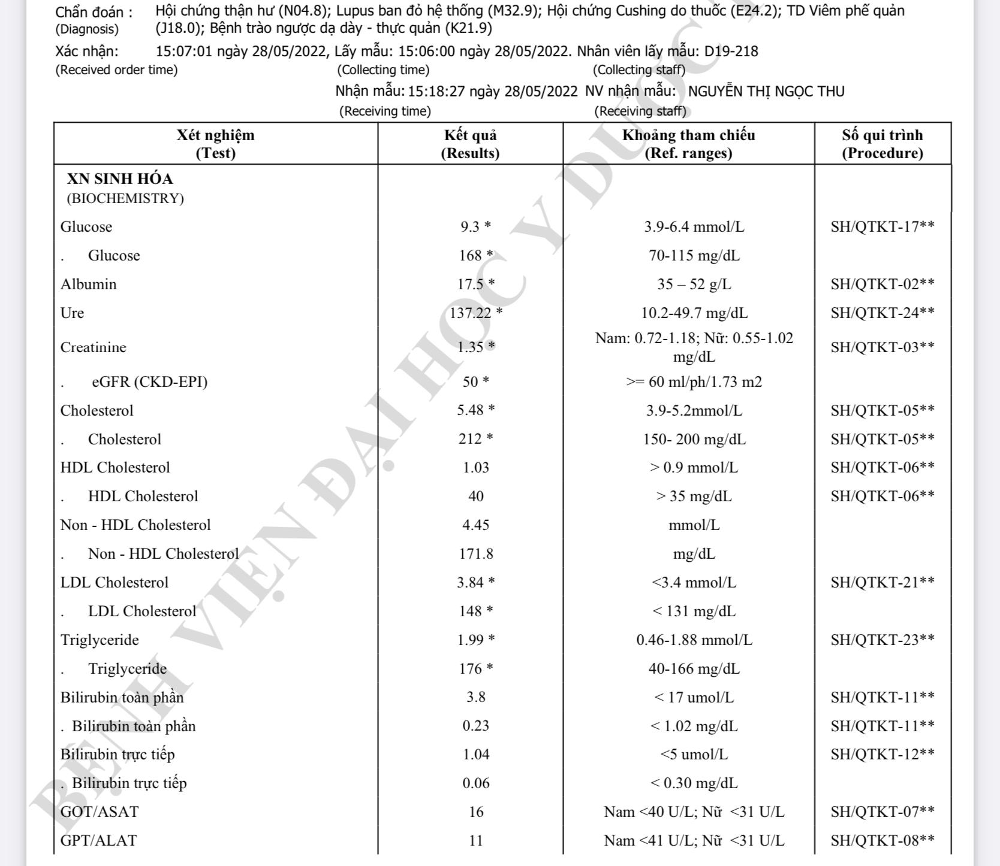 Chẩn đoán : Hội chứng thận hư (N04.8); Lupus ban đỏ hệ thống (M32.9); Hội chứng Cushing do thuốc (E24.2); TD Viêm phế quản
(Diagnosis) (J18.0); Bệnh trào ngược dạ dày - thực quản (K21.9)
Xác nhận: 15:07:01 ngày 28/05/2022, Lấy mẫu: 15:06:00 ngày 28/05/2022. Nhân viên lấy mẫu: D19-218
(Received order time) (Collecting time) (Collecting staff)
Nhận mẫu: 15:18:27 ngày 28/05/2022 NV nhận mẫu: NGUYỄN THỊ NGỌC THU
(Receiving time) (Receiving staff)
Xét nghiệm Kết quả Khoảng tham chiếu Số qui trình
(Test) (Results) (Ref. ranges) (Procedure)
XN SINH HÓA
(BIOCHEMISTRY)
Glucose 9.3 * 3.9-6.4 mmol/L SH/QTKT-17**
. Glucose 168 * 70-115 mg/dL
Albumin 17.5 * 35 – 52 g/L SH/QTKT-02**
Ure 137.22 * 10.2-49.7 mg/dL SH/QTKT-24**
Creatinine 1.35 * Nam: 0.72-1.18; Nữ: 0.55-1.02 SH/QTKT-03**
mg/dL
. eGFR (CKD-EPI) 50 * >= 60 ml/ph/1.73 m2
Cholesterol 5.48 * 3.9-5.2mmol/L SH/QTKT-05**
. Cholesterol 212 * 150- 200 mg/dL SH/QTKT-05**
HDL Cholesterol 1.03 > 0.9 mmol/L SH/QTKT-06**
. HDL Cholesterol 40 > 35 mg/dL SH/QTKT-06**
Non - HDL Cholesterol 4.45 mmol/L
. Non - HDL Cholesterol 171.8 mg/dL
LDL Cholesterol 3.84 * <3.4 mmol/L SH/QTKT-21**
. LDL Cholesterol 148 * < 131 mg/dL
Triglyceride 1.99 * 0.46-1.88 mmol/L SH/QTKT-23**
. Triglyceride 176 * 40-166 mg/dL
Bilirubin toàn phần 3.8 < 17 umol/L SH/QTKT-11**
. Bilirubin toàn phần 0.23 < 1.02 mg/dL SH/QTKT-11**
Bilirubin trực tiếp 1.04 <5 umol/L SH/QTKT-12**
. Bilirubin trực tiếp 0.06 < 0.30 mg/dL
GOT/ASAT 16 Nam <40 U/L; Nữ <31 U/L SH/QTKT-07**
GPT/ALAT 11 Nam <41 U/L; Nữ <31 U/L SH/QTKT-08**
BỆNH VIỆN ĐẠI HỌC Y DƯỢC T